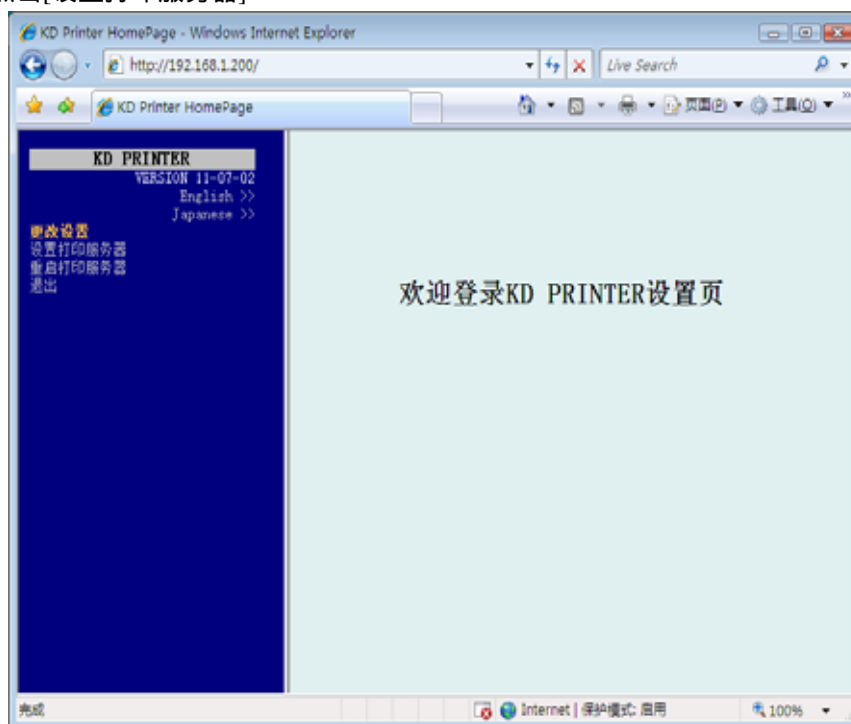 KD Printer HomePage - Windows Internet Explorer
http://192.168.1.200/
Live Search
KD Printer HomePage
页面(P)
工具(O)
KD PRINTER
VERSION 11-07-02
English >>
Japanese >>
更改设置
设置打印服务器
重启打印服务器
退出
欢迎登录KD PRINTER设置页
完成
Internet | 保护模式: 启用
100%